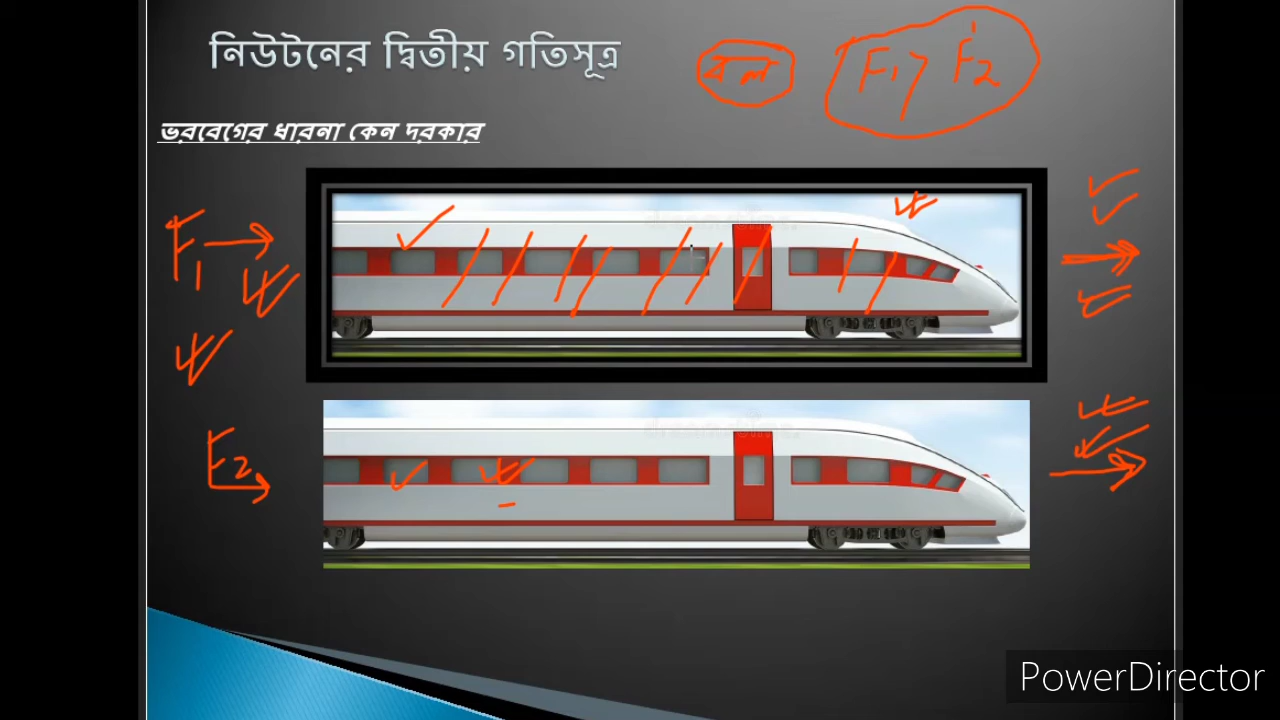 নিউটনের দ্বিতীয় গতিসূত্র
বল
F₁ > F₂
ভরবেগের ধারনা কেন দরকার
F₁
F₂
PowerDirector